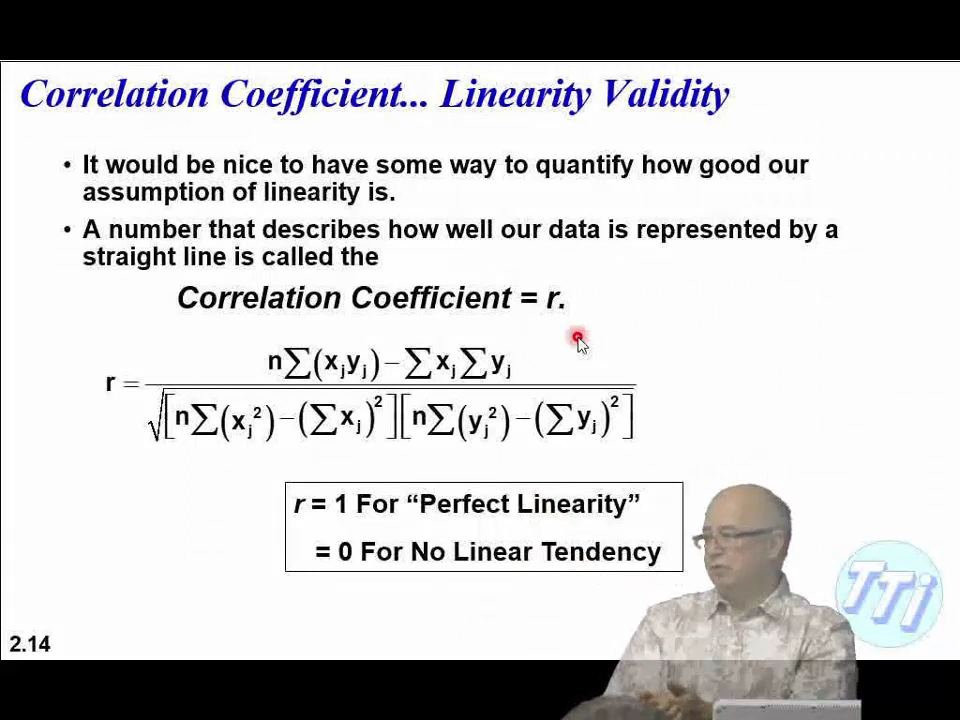 Correlation Coefficient... Linearity Validity
• It would be nice to have some way to quantify how good our
assumption of linearity is.
• A number that describes how well our data is represented by a
straight line is called the
Correlation Coefficient = r.
r = n∑(xⱼyⱼ) − ∑xⱼ∑yⱼ / √[n∑(xⱼ²) − (∑xⱼ)²][n∑(yⱼ²) − (∑yⱼ)²]
r = 1 For “Perfect Linearity”
= 0 For No Linear Tendency
TTi
2.14